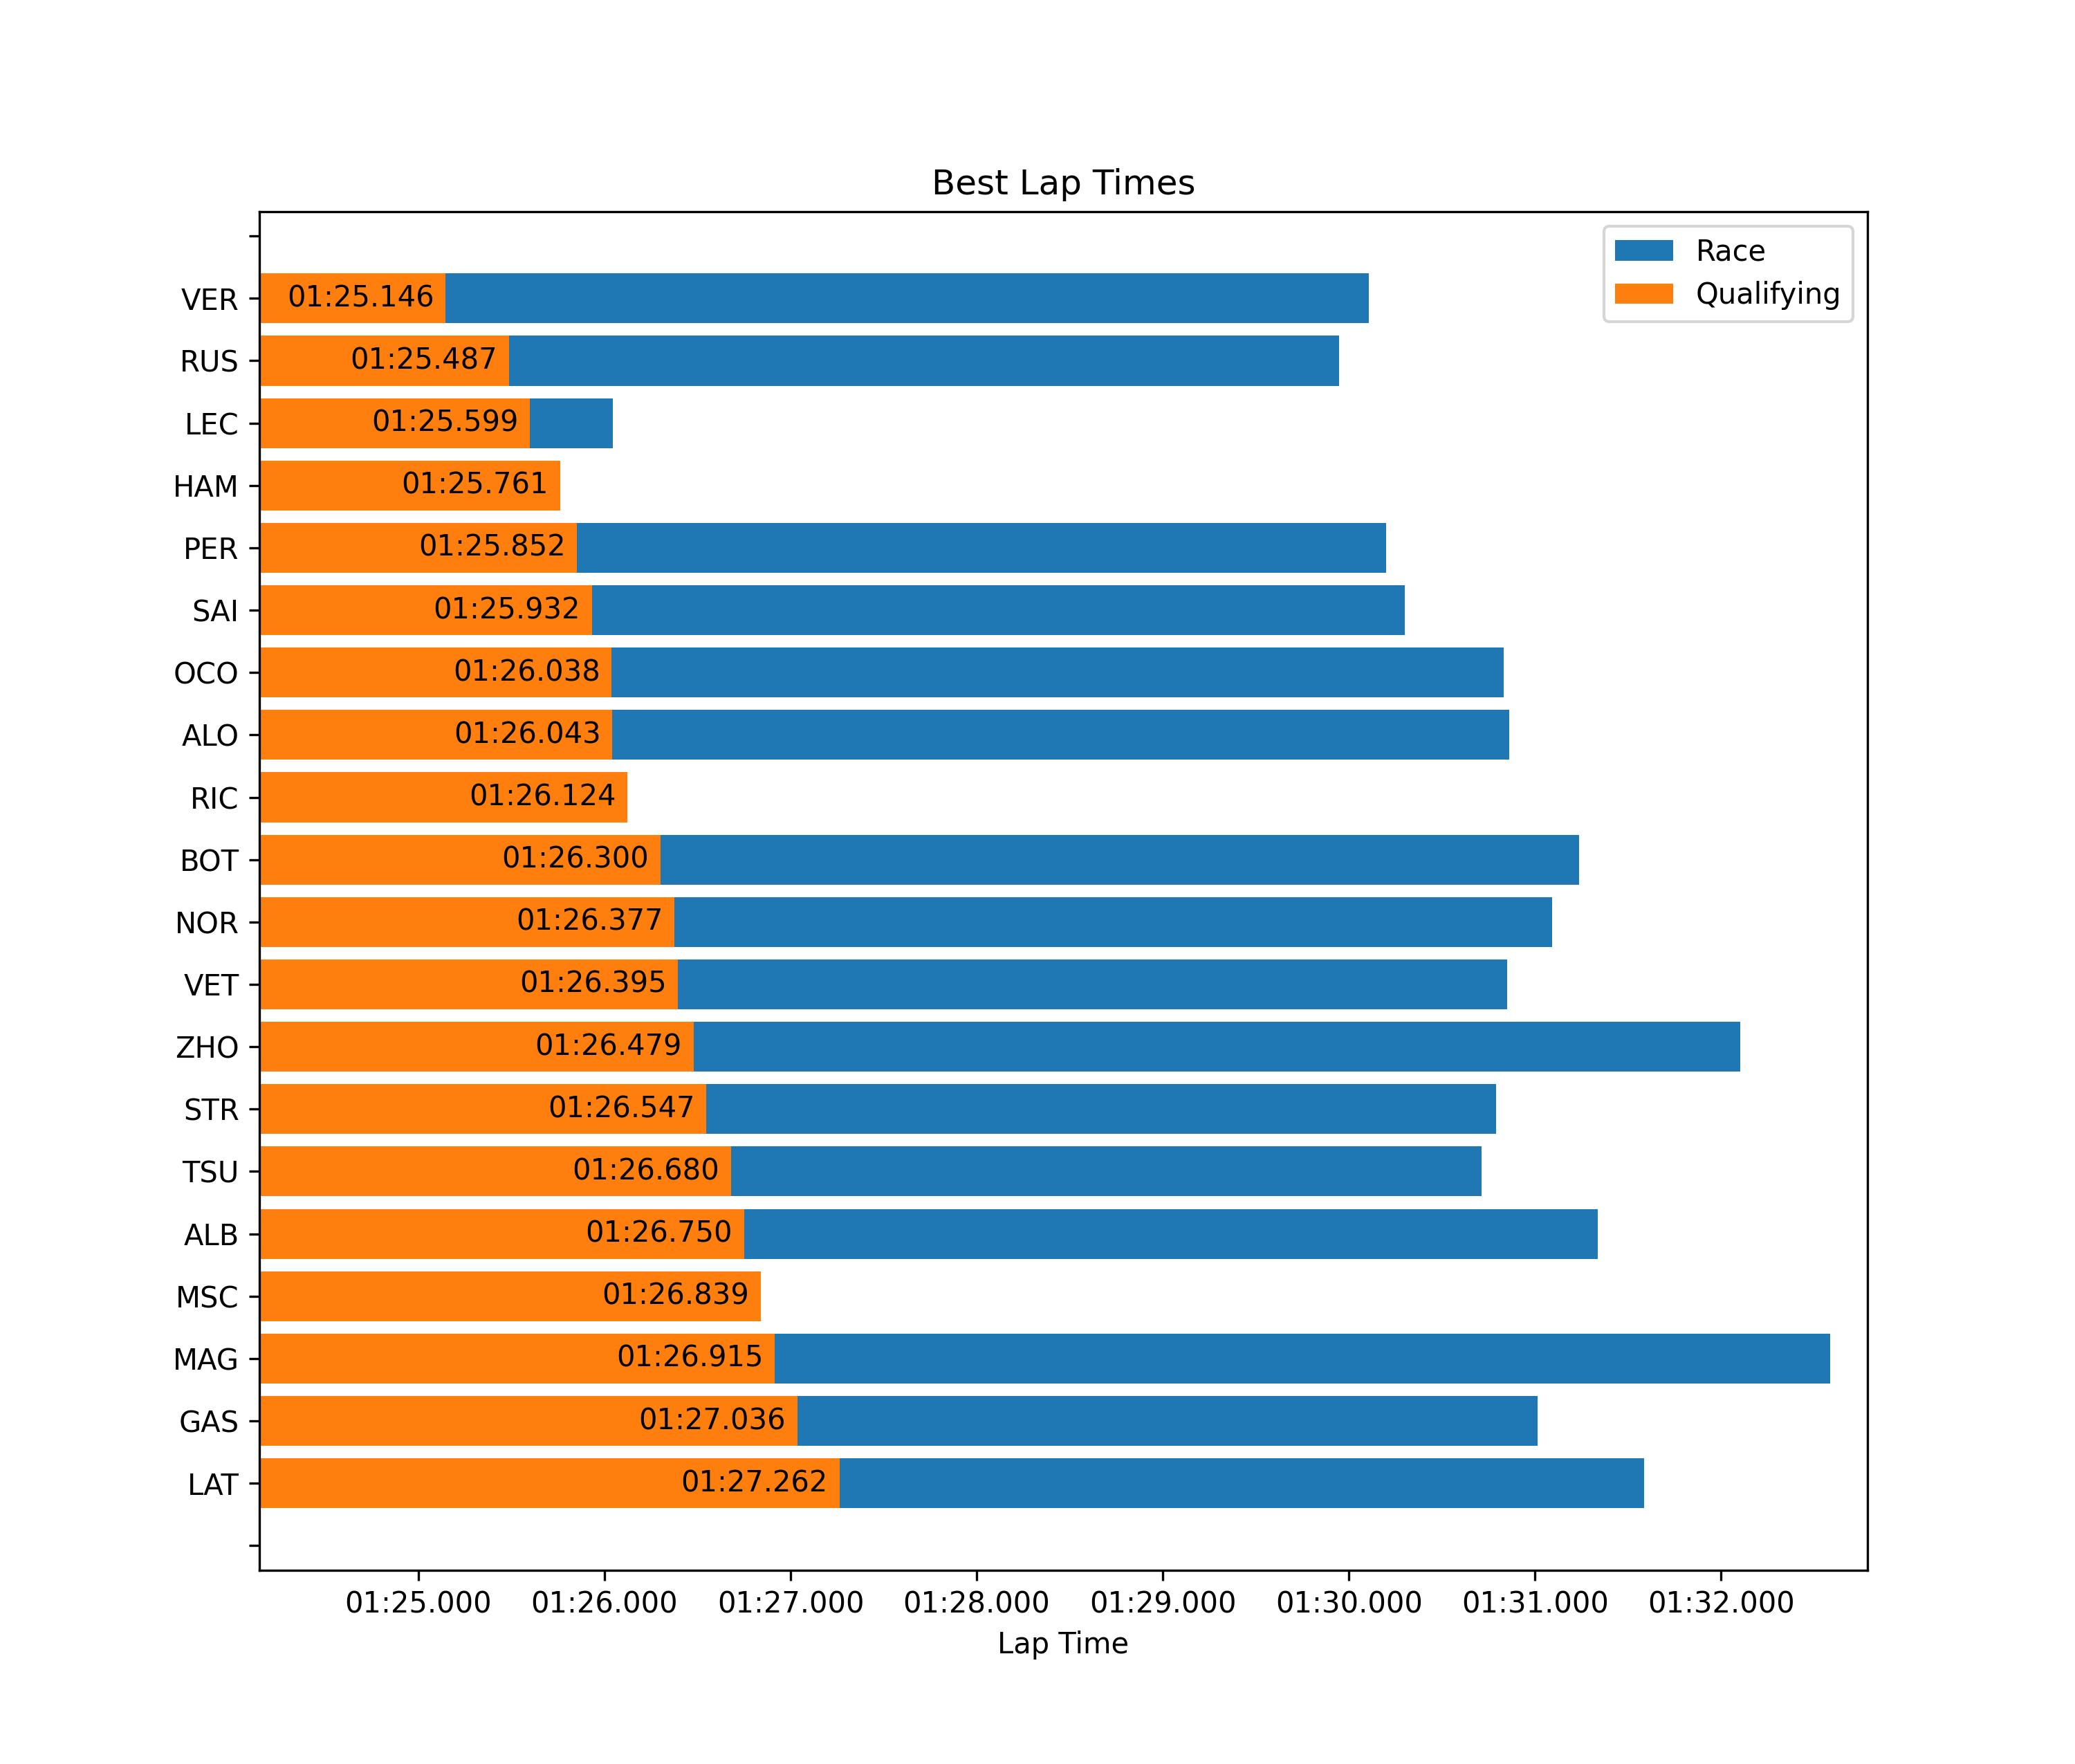 Best Lap Times
Race
Qualifying
VER 01:25.146
RUS 01:25.487
LEC 01:25.599
HAM 01:25.761
PER 01:25.852
SAI 01:25.932
OCO 01:26.038
ALO 01:26.043
RIC 01:26.124
BOT 01:26.300
NOR 01:26.377
VET 01:26.395
ZHO 01:26.479
STR 01:26.547
TSU 01:26.680
ALB 01:26.750
MSC 01:26.839
MAG 01:26.915
GAS 01:27.036
LAT 01:27.262
01:25.000 01:26.000 01:27.000 01:28.000 01:29.000 01:30.000 01:31.000 01:32.000
Lap Time